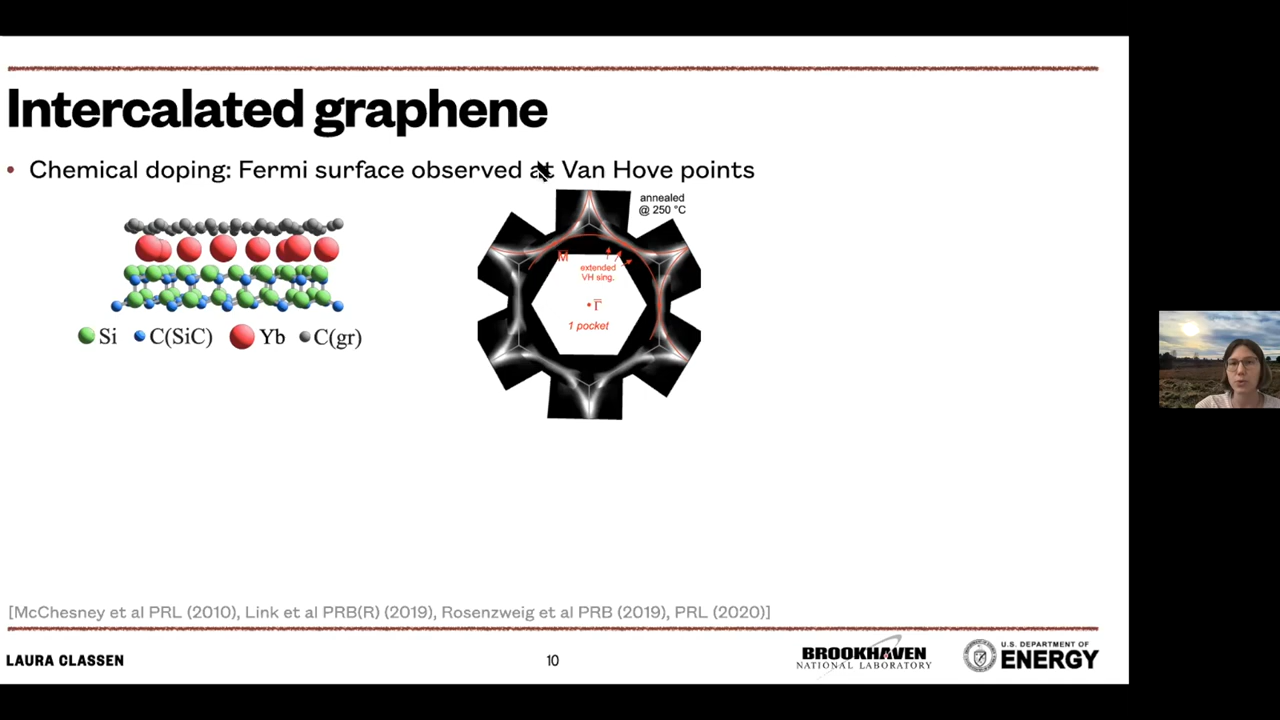 Intercalated graphene
• Chemical doping: Fermi surface observed at Van Hove points
annealed
@ 250 °C
M̅
extended
VH sing.
Γ̅
1 pocket
Si
C(SiC)
Yb
C(gr)
[McChesney et al PRL (2010), Link et al PRB(R) (2019), Rosenzweig et al PRB (2019), PRL (2020)]
LAURA CLASSEN
10
BROOKHAVEN
NATIONAL LABORATORY
U.S. DEPARTMENT OF
ENERGY